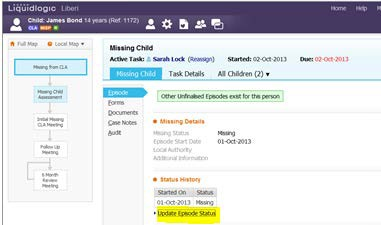 Liquidlogic Liberi
Home Help
Child: James Bond 14 years (Ref. 1172)
CLA MISP R
Full Map Local Map
Missing from CLA
Missing Child Assessment
Initial Missing CLA Meeting
Follow Up Meeting
6 Month Review Meeting
Missing Child
Active Task: Sarah Lock (Reassign) Started: 02-Oct-2013 Due: 02-Oct-2013
Missing Child Task Details All Children (2)
Episode
Forms
Documents
Case Notes
Audit
Other Unfinalised Episodes exist for this person
Missing Details
Missing Status Missing
Episode Start Date 01-Oct-2013
Local Authority
Additional Information
Status History
Started On Status
01-Oct-2013 Missing
Update Episode Status